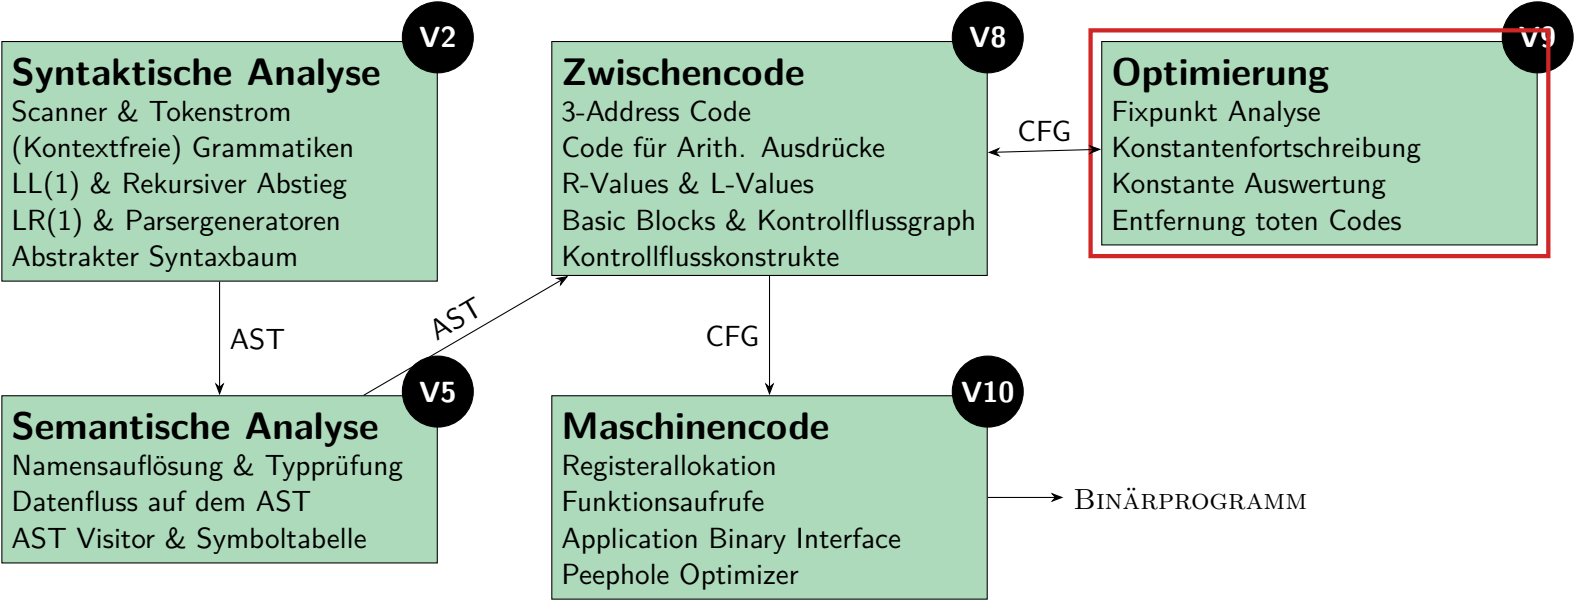 V2
Syntaktische Analyse
Scanner & Tokenstrom
(Kontextfreie) Grammatiken
LL(1) & Rekursiver Abstieg
LR(1) & Parsergeneratoren
Abstrakter Syntaxbaum
AST
V5
Semantische Analyse
Namensauflösung & Typprüfung
Datenfluss auf dem AST
AST Visitor & Symboltabelle
AST
V8
Zwischencode
3-Address Code
Code für Arith. Ausdrücke
R-Values & L-Values
Basic Blocks & Kontrollflussgraph
Kontrollflusskonstrukte
CFG
V9
Optimierung
Fixpunkt Analyse
Konstantenfortschreibung
Konstante Auswertung
Entfernung toten Codes
CFG
V10
Maschinencode
Registerallokation
Funktionsaufrufe
Application Binary Interface
Peephole Optimizer
BINÄRPROGRAMM